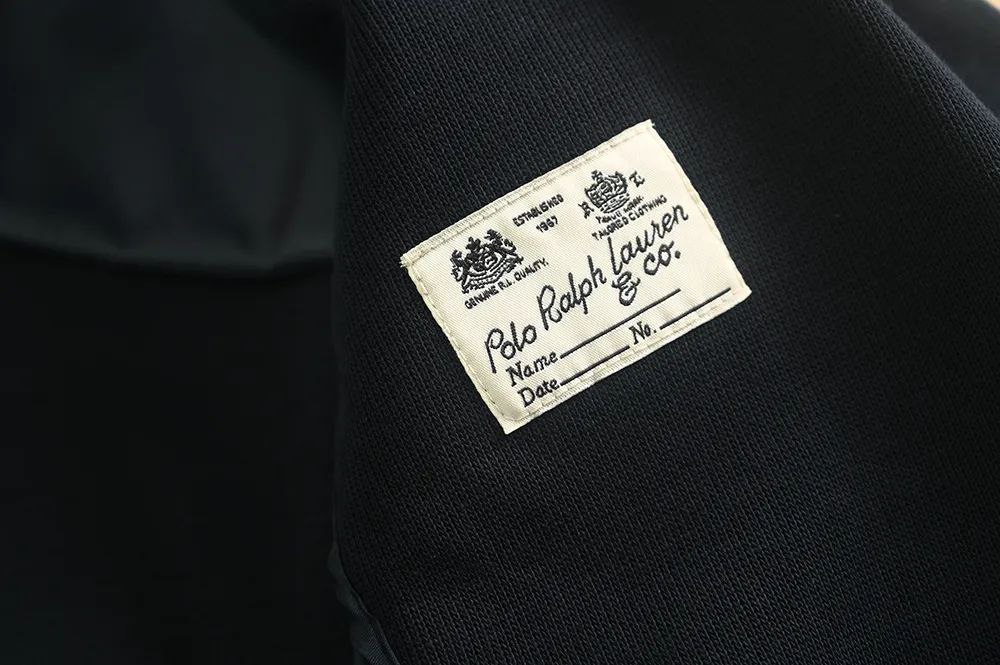 ESTABLISHED
1967
GENUINE R.L. QUALITY.
R L
TAILORED CLOTHING
Polo Ralph Lauren
& co.
Name
No.
Date